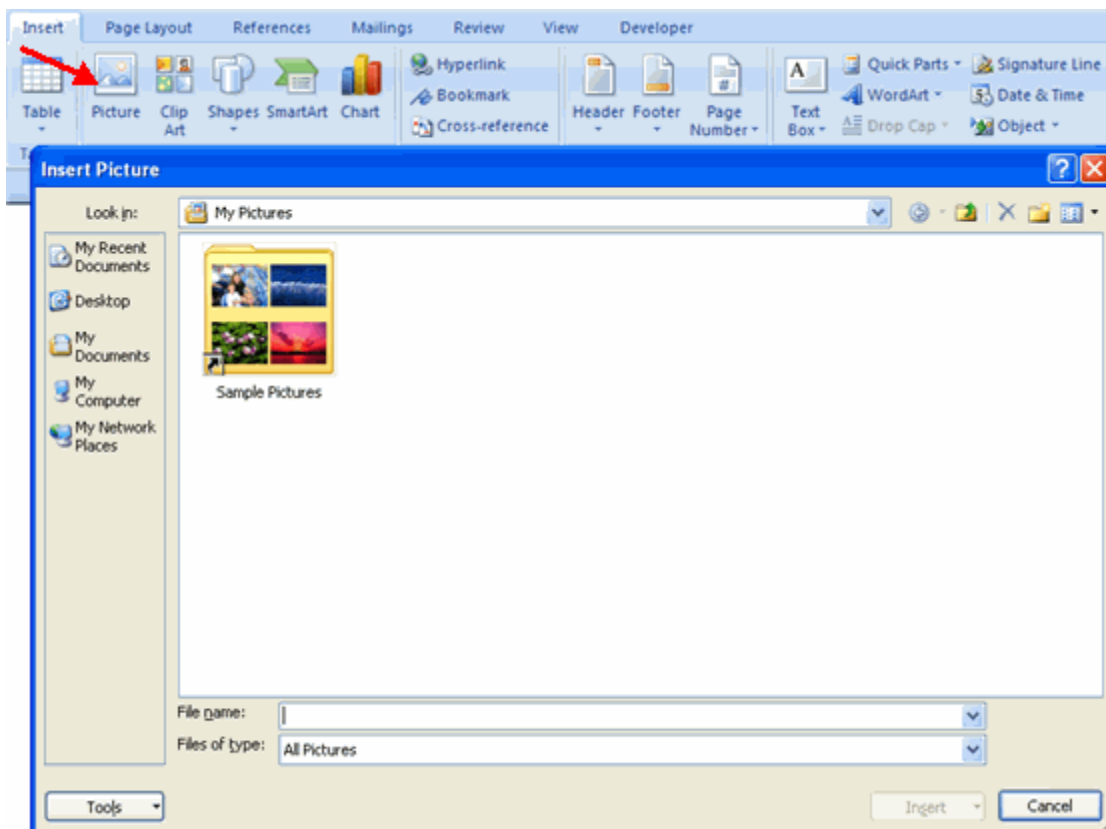 Insert Page Layout References Mailings Review View Developer
Hyperlink Quick Parts Signature Line
Bookmark WordArt Date & Time
Table Picture Clip Art Shapes SmartArt Chart Cross-reference Header Footer Page Number Text Box Drop Cap Object
Insert Picture
Look in: My Pictures
My Recent
Documents
Desktop
My
Documents
My
Computer
My Network
Places
Sample Pictures
File name:
Files of type: All Pictures
Tools Insert Cancel